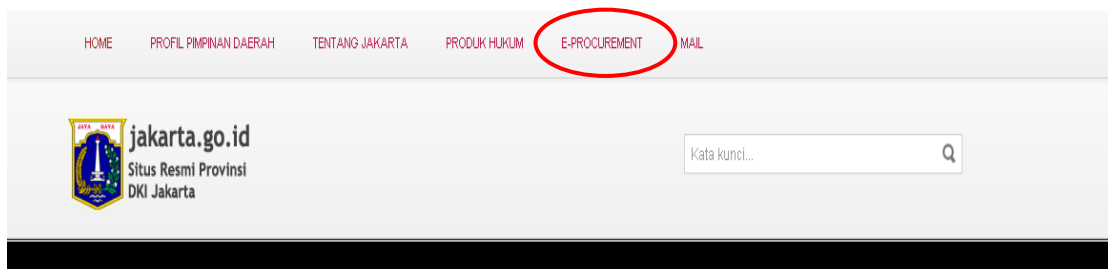 HOME PROFIL PIMPINAN DAERAH TENTANG JAKARTA PRODUK HUKUM E-PROCUREMENT MAIL
JAYA RAYA
jakarta.go.id
Situs Resmi Provinsi
DKI Jakarta
Kata kunci...